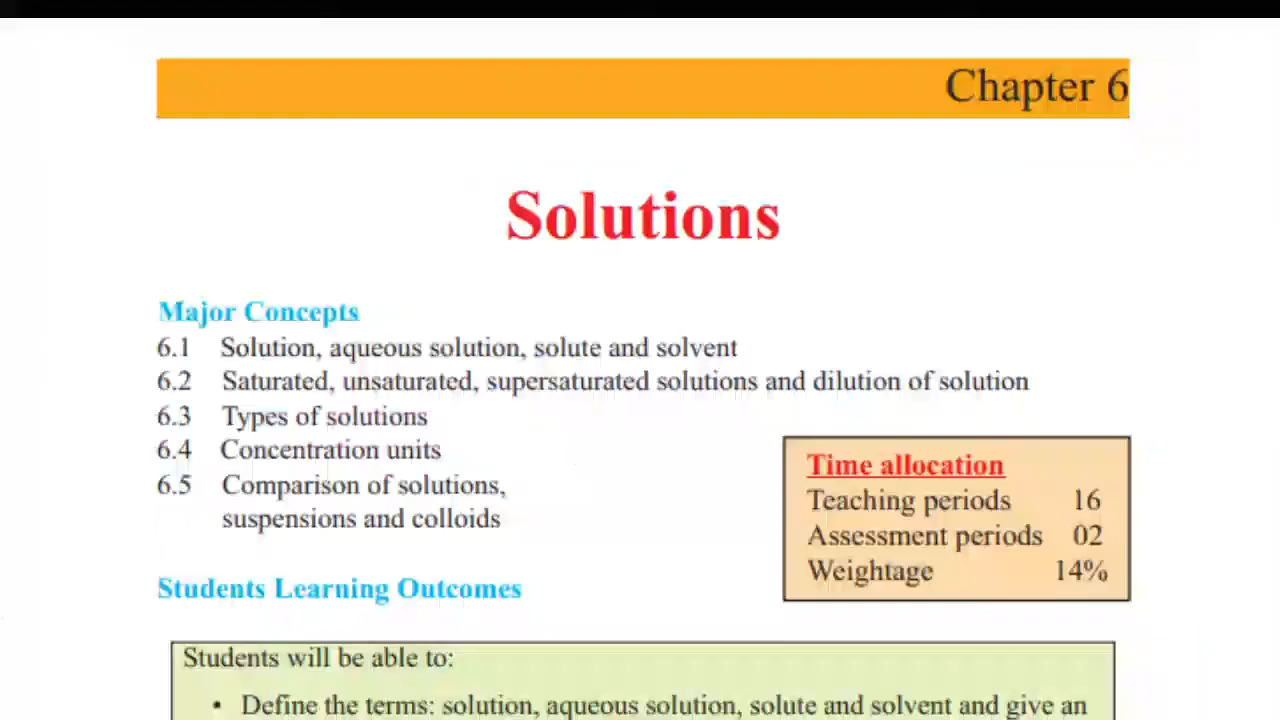 Chapter 6
Solutions
Major Concepts
6.1 Solution, aqueous solution, solute and solvent
6.2 Saturated, unsaturated, supersaturated solutions and dilution of solution
6.3 Types of solutions
6.4 Concentration units
6.5 Comparison of solutions,
suspensions and colloids
Time allocation
Teaching periods 16
Assessment periods 02
Weightage 14%
Students Learning Outcomes
Students will be able to:
• Define the terms: solution, aqueous solution, solute and solvent and give an